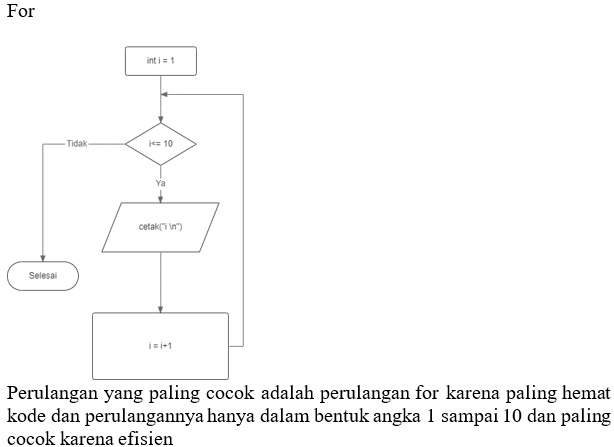 For
int i = 1
i<= 10
Tidak
Ya
cetak("i \n")
Selesai
i = i+1
Perulangan yang paling cocok adalah perulangan for karena paling hemat
kode dan perulangannya hanya dalam bentuk angka 1 sampai 10 dan paling
cocok karena efisien